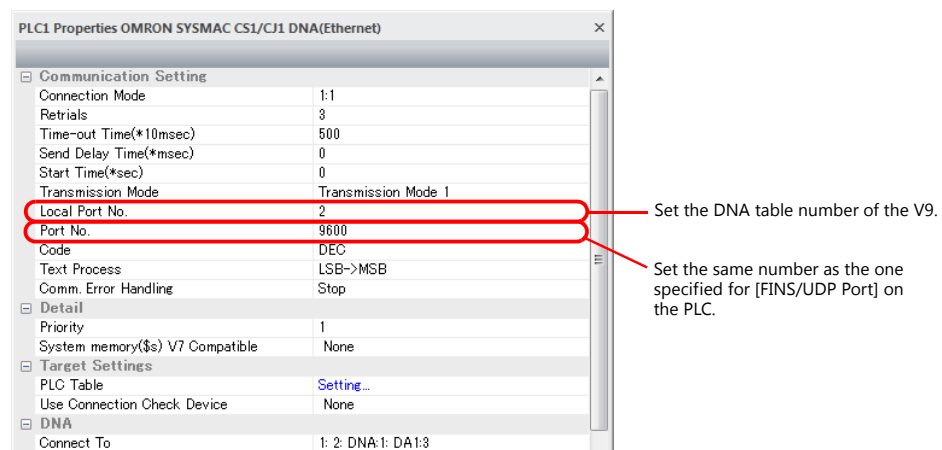 PLC1 Properties OMRON SYSMAC CS1/CJ1 DNA(Ethernet)
Communication Setting
Connection Mode 1:1
Retrials 3
Time-out Time(*10msec) 500
Send Delay Time(*msec) 0
Start Time(*sec) 0
Transmission Mode Transmission Mode 1
Local Port No. 2
Set the DNA table number of the V9.
Port No. 9600
Code DEC
Text Process LSB->MSB
Comm. Error Handling Stop
Set the same number as the one
specified for [FINS/UDP Port] on
the PLC.
Detail
Priority 1
System memory($s) V7 Compatible None
Target Settings
PLC Table Setting...
Use Connection Check Device None
DNA
Connect To 1: 2: DNA:1: DA1:3